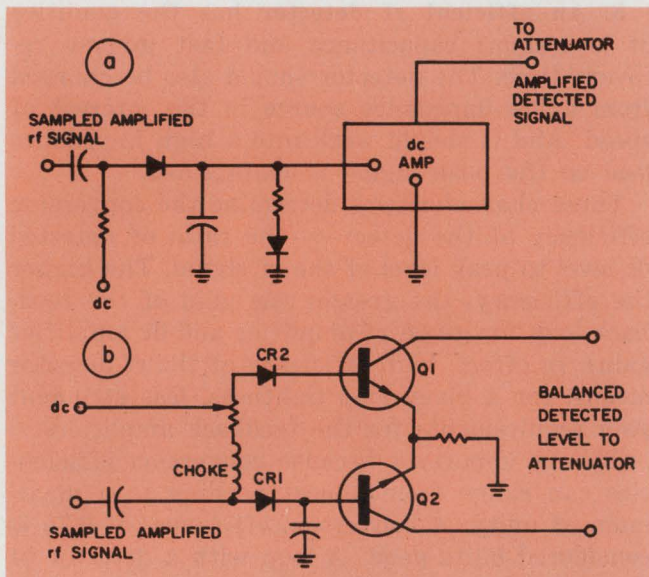 a
TO
ATTENUATOR
AMPLIFIED
DETECTED
SIGNAL
SAMPLED AMPLIFIED
rf SIGNAL
dc
AMP
dc
b
CR2
Q1
dc
CHOKE
CR1
Q2
BALANCED
DETECTED
LEVEL TO
ATTENUATOR
SAMPLED AMPLIFIED
rf SIGNAL